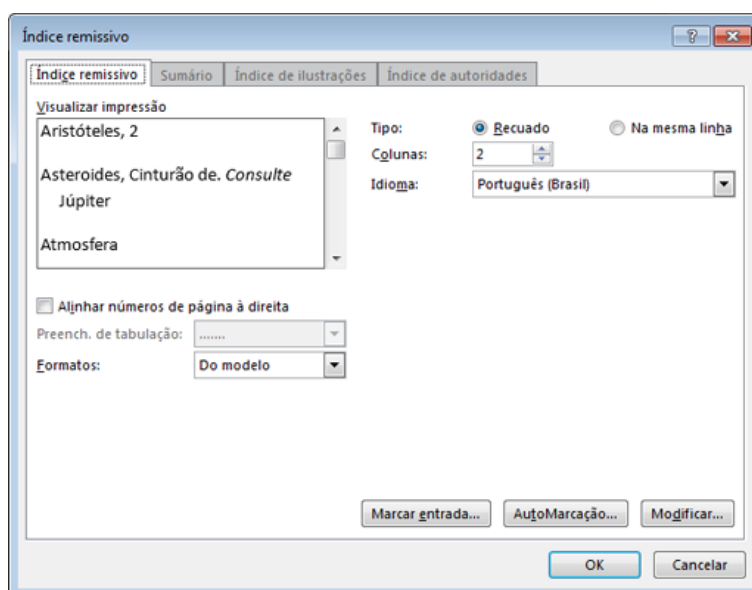 Índice remissivo
Índice remissivo Sumário Índice de ilustrações Índice de autoridades
Visualizar impressão
Aristóteles, 2
Asteroides, Cinturão de. Consulte
Júpiter
Atmosfera
Tipo: Recuado Na mesma linha
Colunas: 2
Idioma: Português (Brasil)
Alinhar números de página à direita
Preench. de tabulação: .......
Formatos: Do modelo
Marcar entrada... AutoMarcação... Modificar...
OK Cancelar